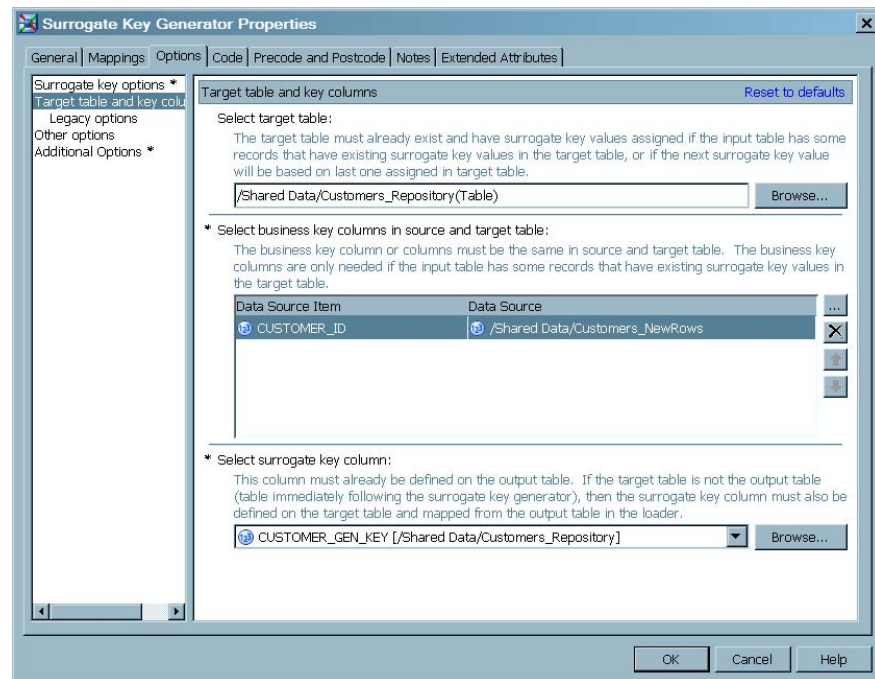 Surrogate Key Generator Properties
General Mappings Options Code Precode and Postcode Notes Extended Attributes
Surrogate key options *
Target table and key colu
Legacy options
Other options
Additional Options *
Target table and key columns Reset to defaults
Select target table:
The target table must already exist and have surrogate key values assigned if the input table has some
records that have existing surrogate key values in the target table, or if the next surrogate key value
will be based on last one assigned in target table.
/Shared Data/Customers_Repository(Table) Browse...
* Select business key columns in source and target table:
The business key column or columns must be the same in source and target table. The business key
columns are only needed if the input table has some records that have existing surrogate key values in
the target table.
Data Source Item Data Source ...
CUSTOMER_ID /Shared Data/Customers_NewRows
* Select surrogate key column:
This column must already be defined on the output table. If the target table is not the output table
(table immediately following the surrogate key generator), then the surrogate key column must also be
defined on the target table and mapped from the output table in the loader.
CUSTOMER_GEN_KEY [/Shared Data/Customers_Repository] Browse...
OK Cancel Help